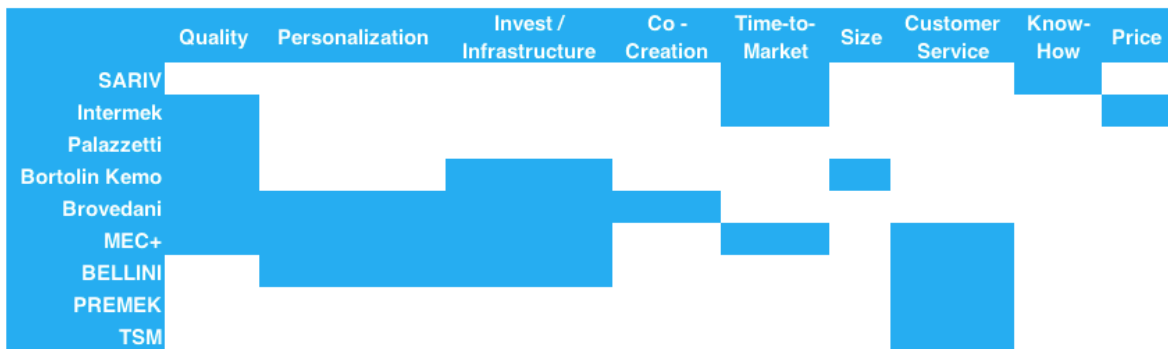 Quality Personalization Invest / Infrastructure Co - Creation Time-to- Market Size Customer Service Know- How Price
SARIV
Intermek
Palazzetti
Bortolin Kemo
Brovedani
MEC+
BELLINI
PREMEK
TSM